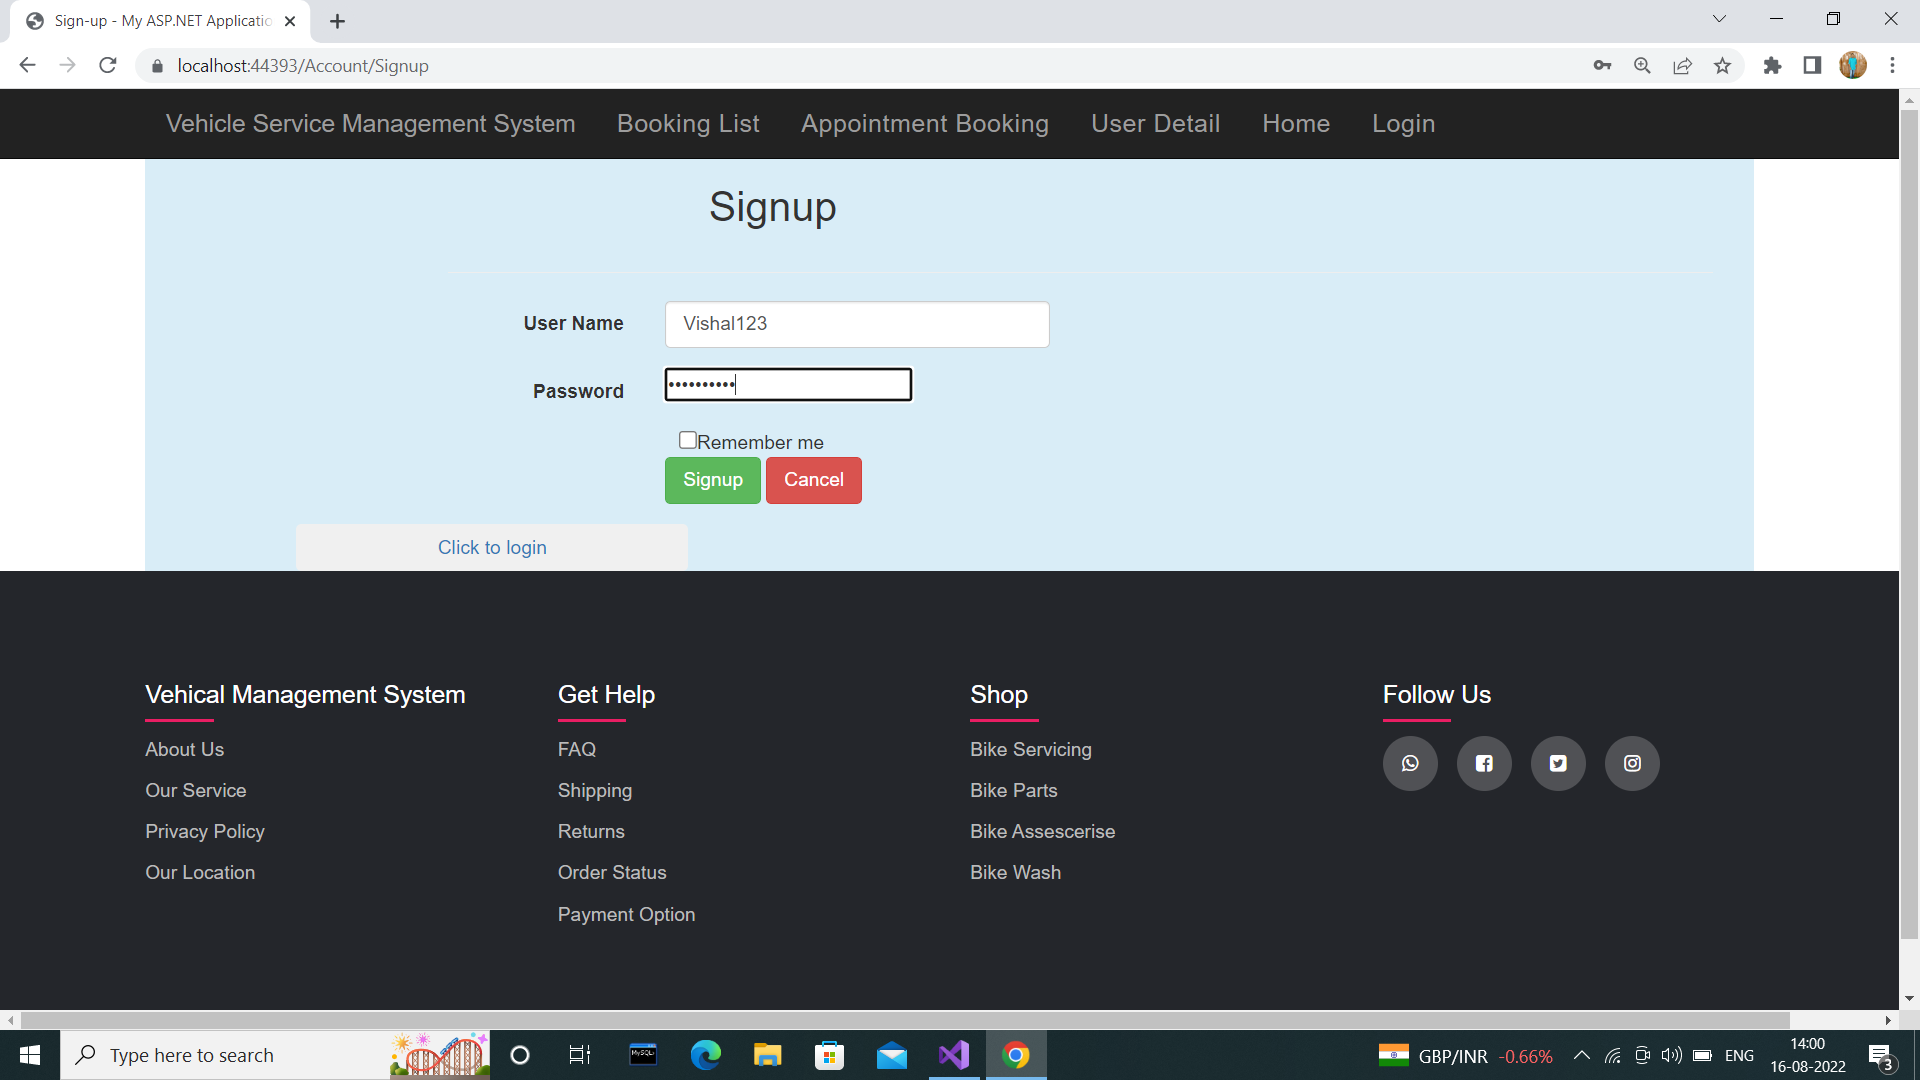 Sign-up - My ASP.NET Applicatio
localhost:44393/Account/Signup
Vehicle Service Management System Booking List Appointment Booking User Detail Home Login
Signup
User Name Vishal123
Password ••••••••••
Remember me
Signup Cancel
Click to login
Vehical Management System
About Us
Our Service
Privacy Policy
Our Location
Get Help
FAQ
Shipping
Returns
Order Status
Payment Option
Shop
Bike Servicing
Bike Parts
Bike Assescerise
Bike Wash
Follow Us
Type here to search
MySQL
GBP/INR -0.66%
ENG
14:00
16-08-2022
3